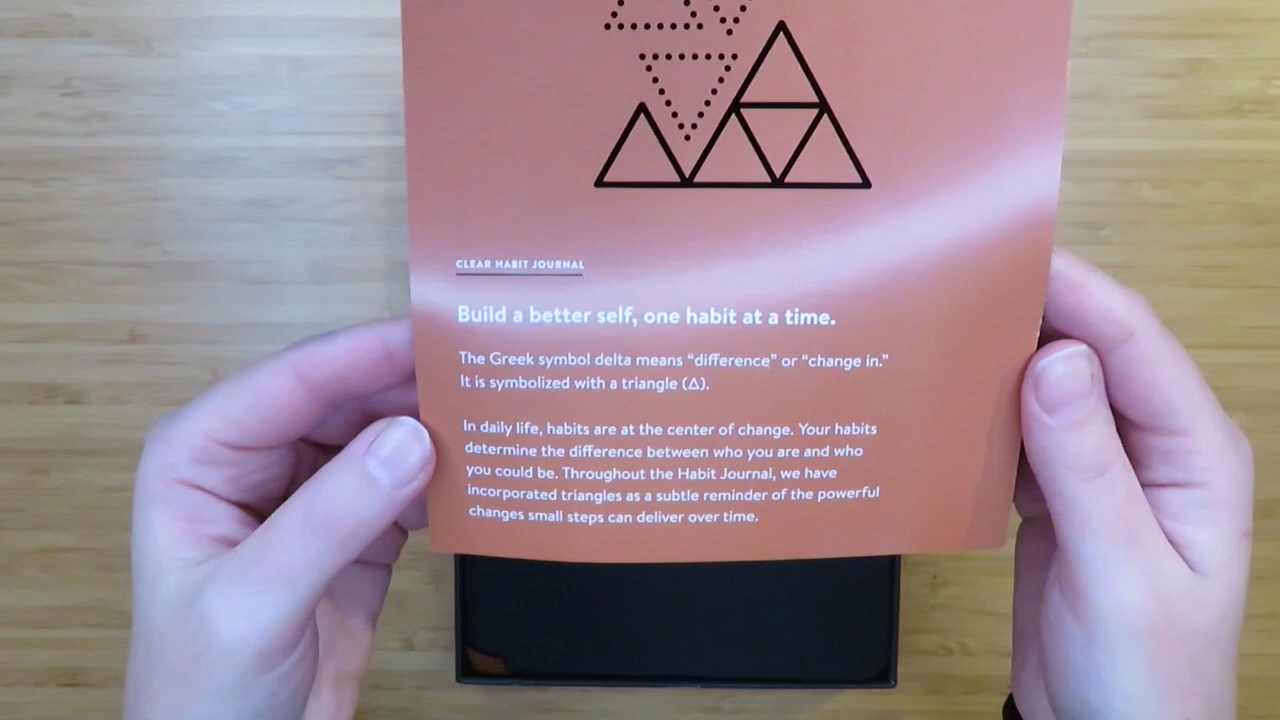 CLEAR HABIT JOURNAL
Build a better self, one habit at a time.
The Greek symbol delta means “difference” or “change in.”
It is symbolized with a triangle (Δ).
In daily life, habits are at the center of change. Your habits
determine the difference between who you are and who
you could be. Throughout the Habit Journal, we have
incorporated triangles as a subtle reminder of the powerful
changes small steps can deliver over time.